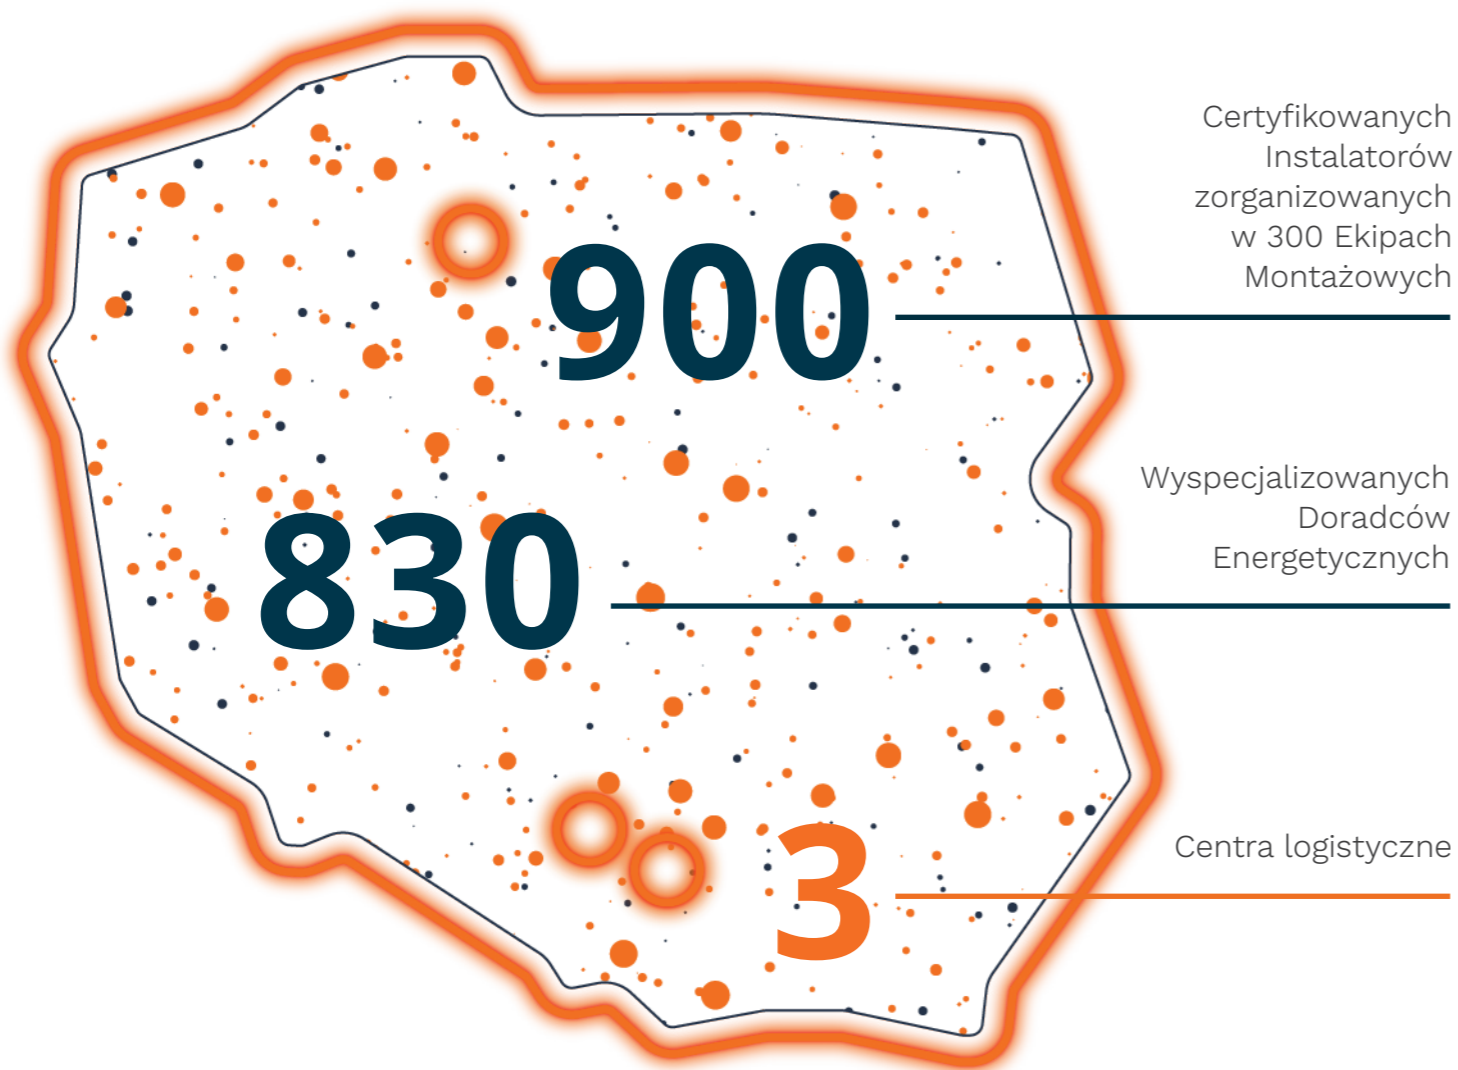 Certyfikowanych
Instalatorów
zorganizowanych
w 300 Ekipach
Montażowych
900
Wyspecjalizowanych
Doradców
Energetycznych
830
Centra logistyczne
3